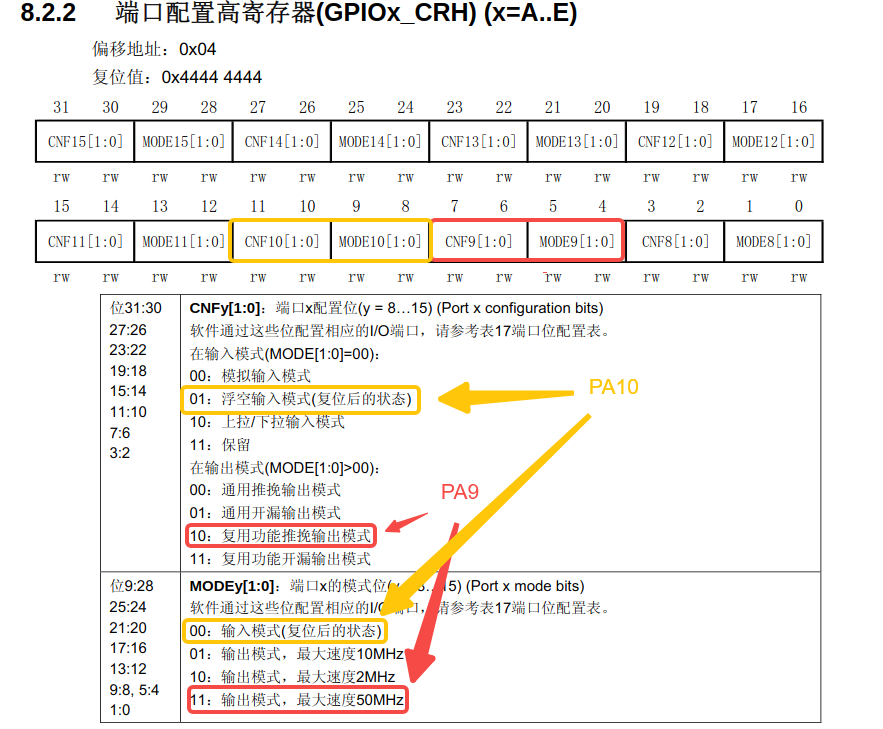 8.2.2 端口配置高寄存器(GPIOx_CRH) (x=A..E)
偏移地址：0x04
复位值：0x4444 4444
31 30 29 28 27 26 25 24 23 22 21 20 19 18 17 16
CNF15[1:0] MODE15[1:0] CNF14[1:0] MODE14[1:0] CNF13[1:0] MODE13[1:0] CNF12[1:0] MODE12[1:0]
rw rw rw rw rw rw rw rw rw rw rw rw rw rw rw rw
15 14 13 12 11 10 9 8 7 6 5 4 3 2 1 0
CNF11[1:0] MODE11[1:0] CNF10[1:0] MODE10[1:0] CNF9[1:0] MODE9[1:0] CNF8[1:0] MODE8[1:0]
rw rw rw rw rw rw rw rw rw rw rw rw rw rw rw rw
位31:30
27:26
23:22
19:18
15:14
11:10
7:6
3:2
CNFy[1:0]：端口x配置位(y = 8…15) (Port x configuration bits)
软件通过这些位配置相应的I/O端口，请参考表17端口位配置表。
在输入模式(MODE[1:0]=00)：
00：模拟输入模式
01：浮空输入模式(复位后的状态)
10：上拉/下拉输入模式
11：保留
在输出模式(MODE[1:0]>00)：
00：通用推挽输出模式
01：通用开漏输出模式
10：复用功能推挽输出模式
11：复用功能开漏输出模式
PA10
PA9
位9:28
25:24
21:20
17:16
13:12
9:8, 5:4
1:0
MODEy[1:0]：端口x的模式位( 15) (Port x mode bits)
软件通过这些位配置相应的I/ 端口，请参考表17端口位配置表。
00：输入模式(复位后的状态)
01：输出模式，最大速度10MHz
10：输出模式，最大速度2MHz
11：输出模式，最大速度50MHz